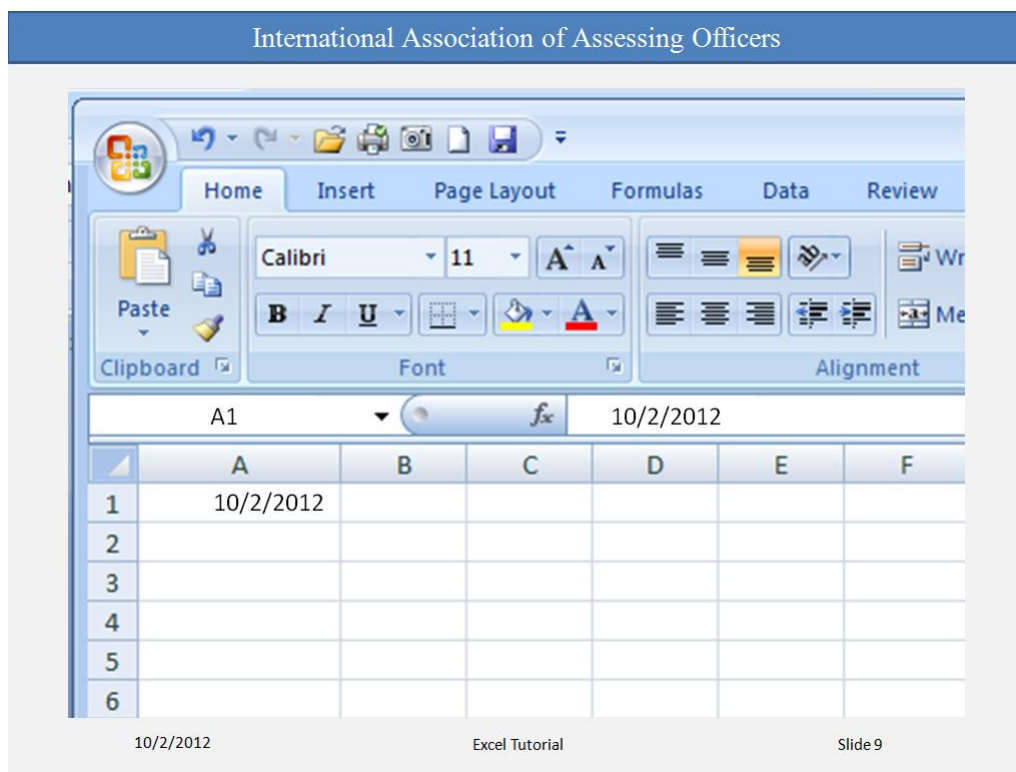 International Association of Assessing Officers
Home Insert Page Layout Formulas Data Review
Calibri 11 A A Wr
Paste B I U A Me
Clipboard Font Alignment
A1 fx 10/2/2012
A B C D E F
1 10/2/2012
2
3
4
5
6
10/2/2012 Excel Tutorial Slide 9